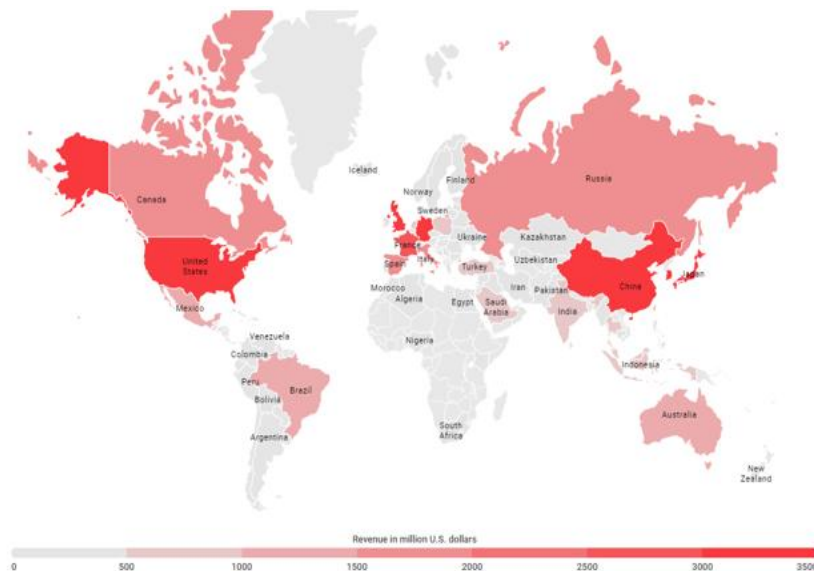 Iceland
Norway
Finland
Sweden
Russia
Canada
Ukraine
Kazakhstan
France
Spain
Italy
Turkey
Uzbekistan
United
States
China
Japan
Mexico
Morocco
Algeria
Egypt
Iran
Pakistan
Saudi
Arabia
India
Nigeria
Venezuela
Colombia
Indonesia
Peru
Brazil
Bolivia
Australia
Argentina
South
Africa
New
Zealand
Revenue in million U.S. dollars
0 500 1000 1500 2000 2500 3000 3500